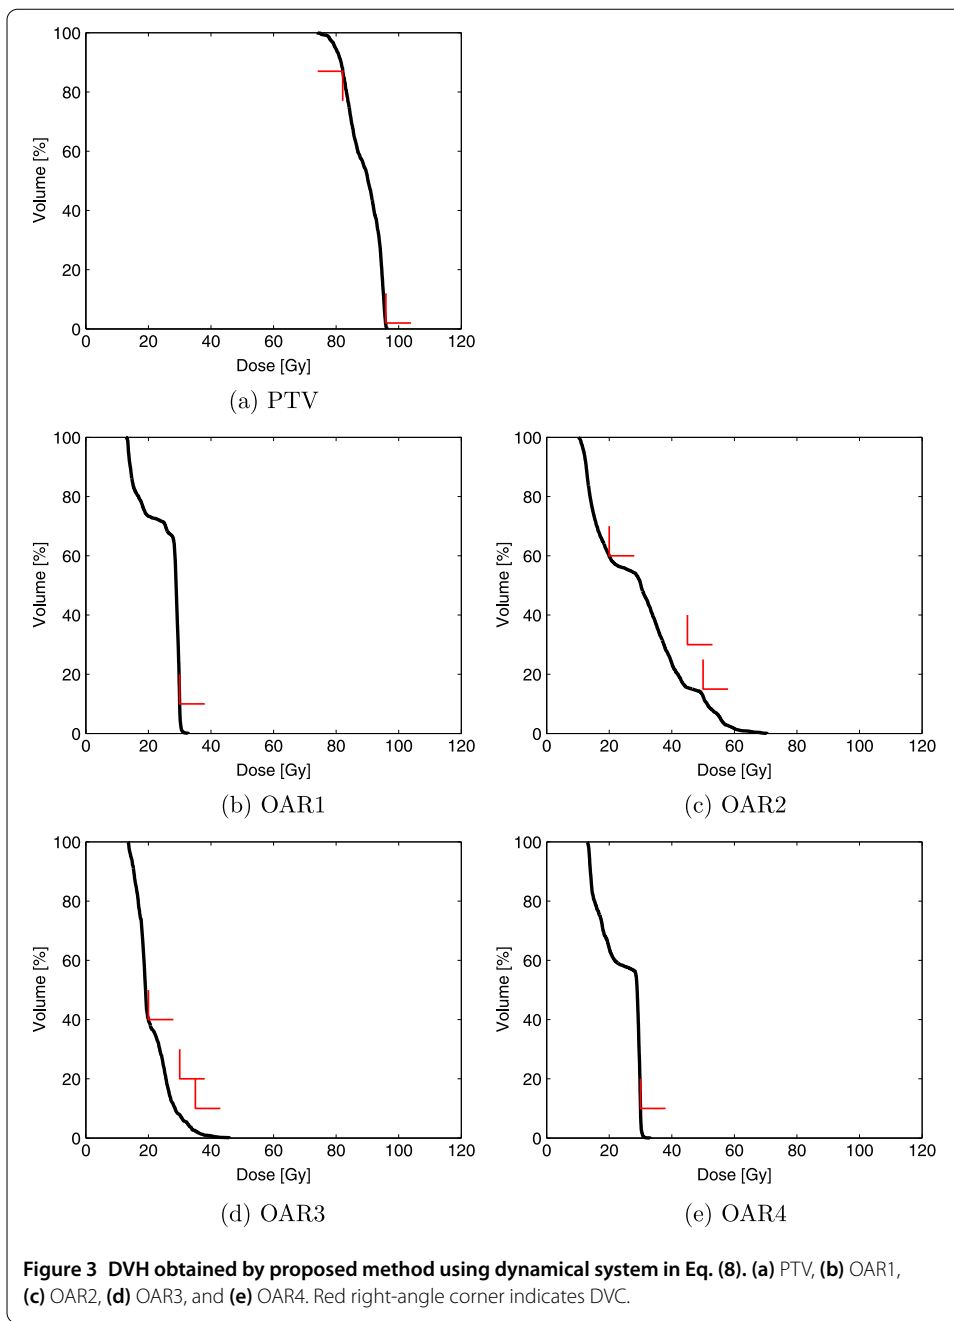 100
80
60
40
20
0
Volume [%]
0 20 40 60 80 100 120
Dose [Gy]
(a) PTV
100
80
60
40
20
0
Volume [%]
0 20 40 60 80 100 120
Dose [Gy]
(b) OAR1
100
80
60
40
20
0
Volume [%]
0 20 40 60 80 100 120
Dose [Gy]
(c) OAR2
100
80
60
40
20
0
Volume [%]
0 20 40 60 80 100 120
Dose [Gy]
(d) OAR3
100
80
60
40
20
0
Volume [%]
0 20 40 60 80 100 120
Dose [Gy]
(e) OAR4
Figure 3 DVH obtained by proposed method using dynamical system in Eq. (8). (a) PTV, (b) OAR1,
(c) OAR2, (d) OAR3, and (e) OAR4. Red right-angle corner indicates DVC.